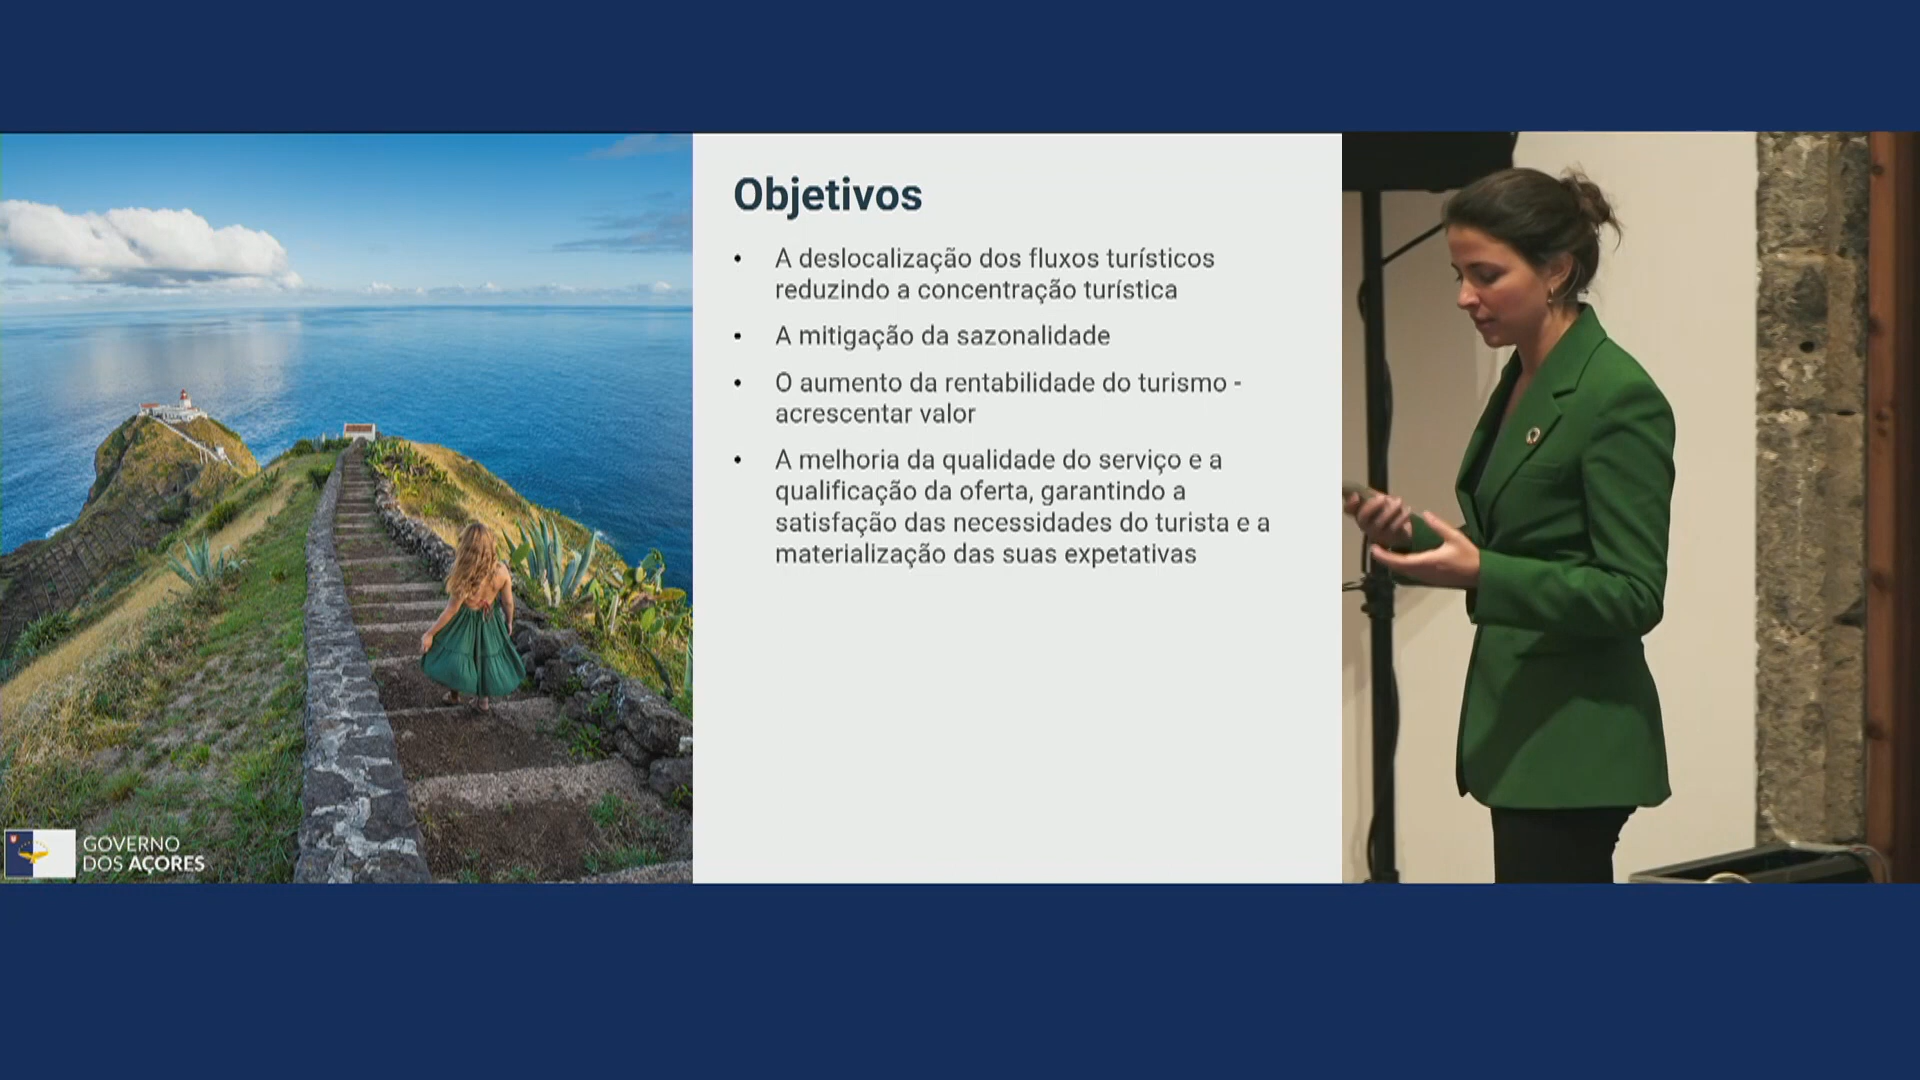 Objetivos
• A deslocalização dos fluxos turísticos
reduzindo a concentração turística
• A mitigação da sazonalidade
• O aumento da rentabilidade do turismo -
acrescentar valor
• A melhoria da qualidade do serviço e a
qualificação da oferta, garantindo a
satisfação das necessidades do turista e a
materialização das suas expetativas
GOVERNO
DOS AÇORES